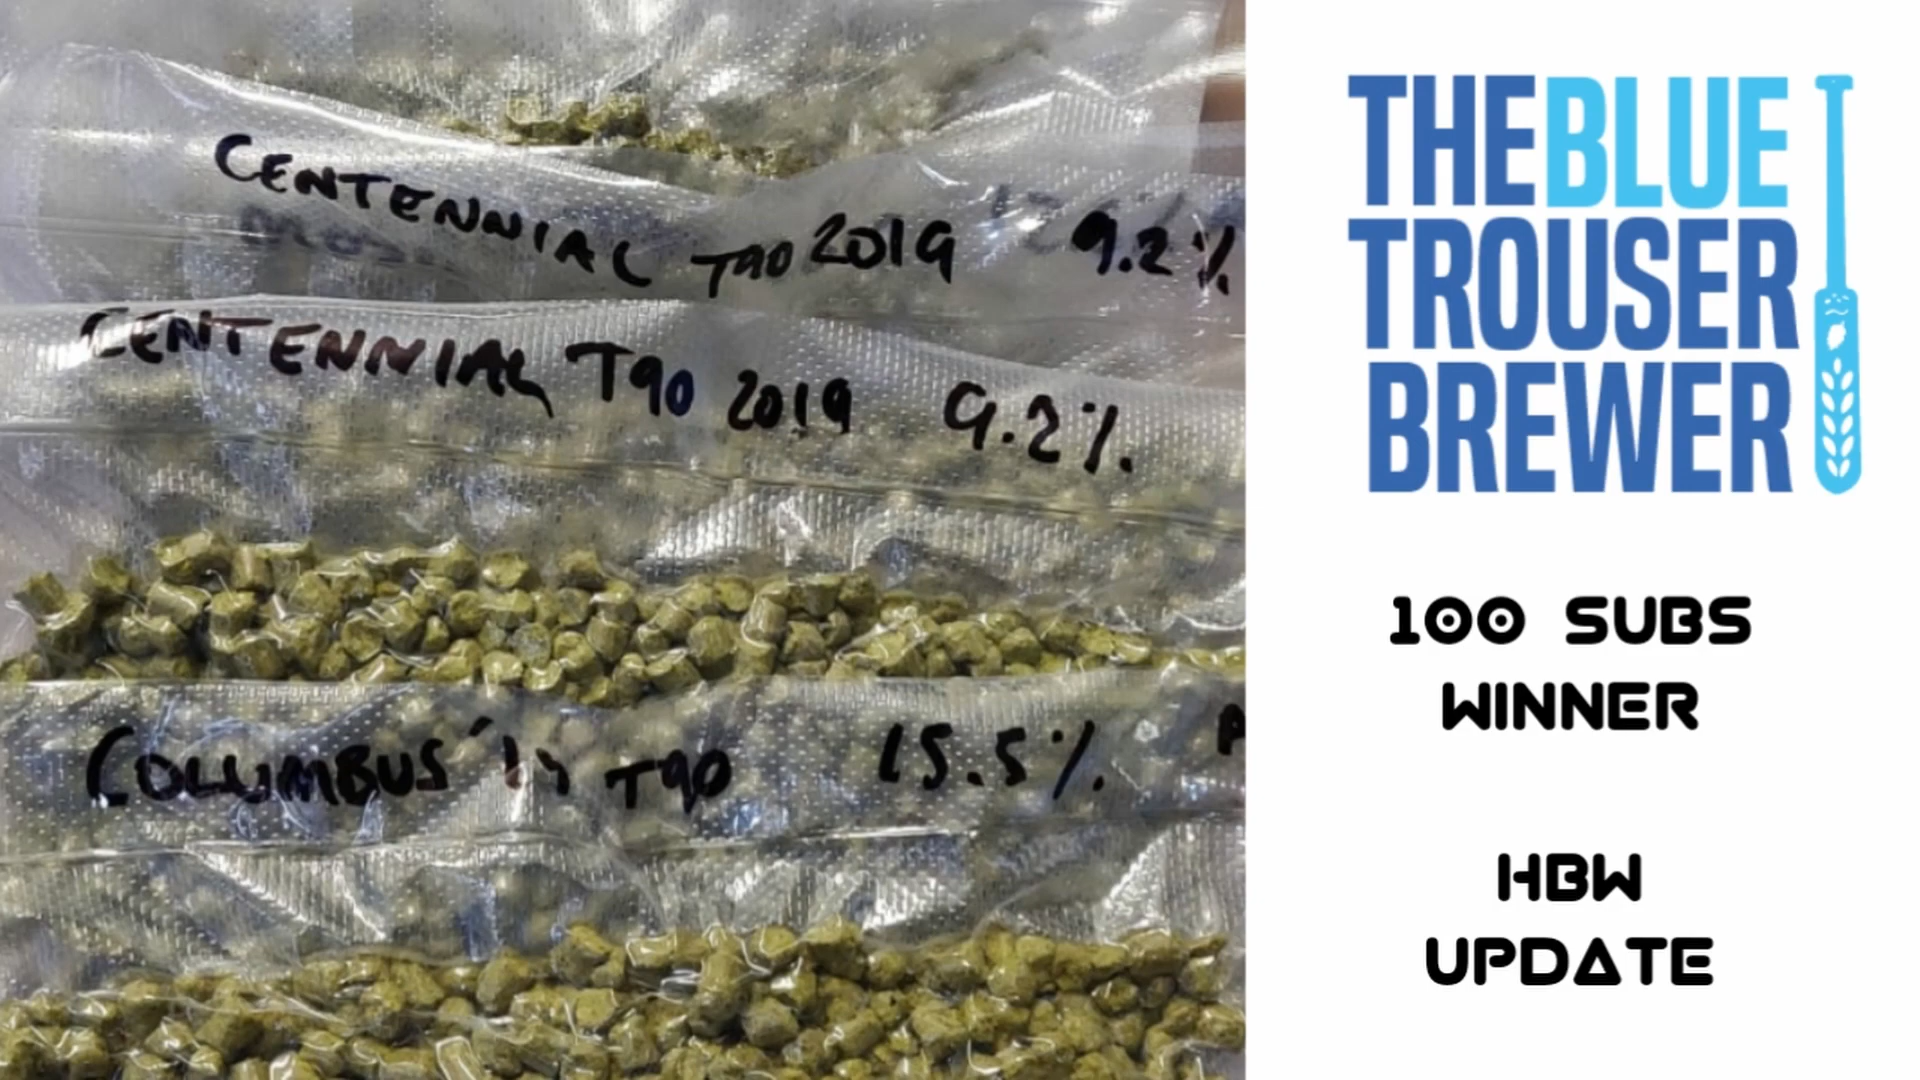 CENTENNIAL T90 2019 9.2%
CENTENNIAL T90 2019 9.2%
COLUMBUS T90 15.5% A
THE BLUE
TROUSER
BREWER
100 SUBS
WINNER
HBW
UPDATE